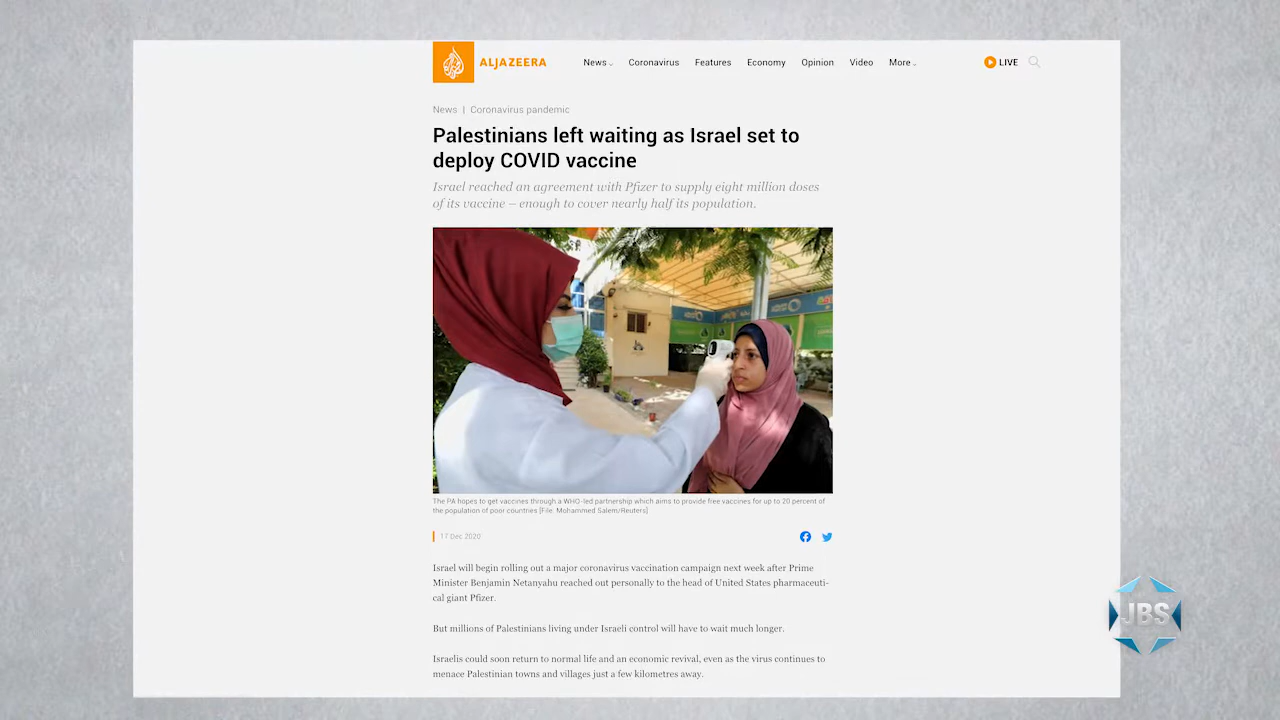 ALJAZEERA
News Coronavirus Features Economy Opinion Video More LIVE
News | Coronavirus pandemic
Palestinians left waiting as Israel set to
deploy COVID vaccine
Israel reached an agreement with Pfizer to supply eight million doses
of its vaccine – enough to cover nearly half its population.
The PA hopes to get vaccines through a WHO-led partnership which aims to provide free vaccines for up to 20 percent of
the population of poor countries [File: Mohammed Salem/Reuters]
17 Dec 2020
Israel will begin rolling out a major coronavirus vaccination campaign next week after Prime
Minister Benjamin Netanyahu reached out personally to the head of United States pharmaceuti-
cal giant Pfizer.
But millions of Palestinians living under Israeli control will have to wait much longer.
Israelis could soon return to normal life and an economic revival, even as the virus continues to
menace Palestinian towns and villages just a few kilometres away.
JBS